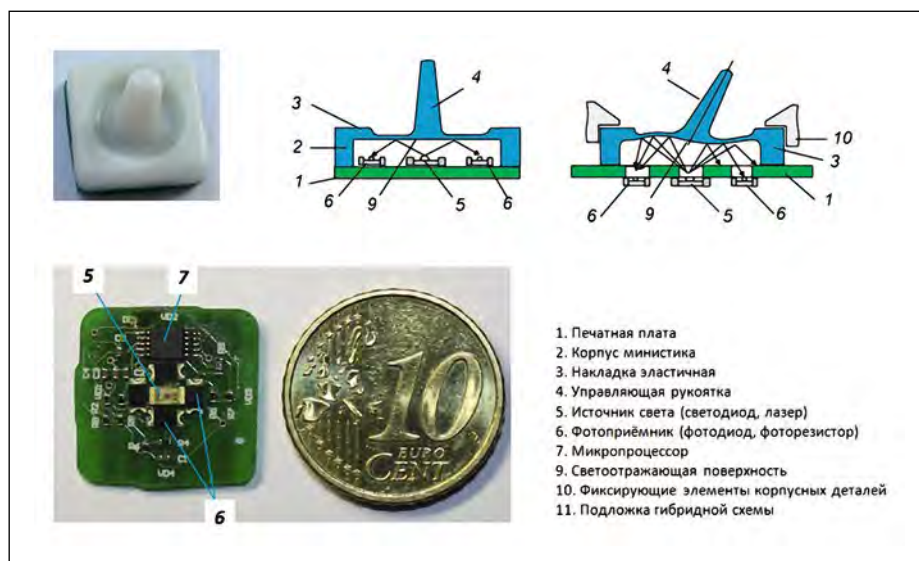 4
3
2
1
6
9
5
6
4
10
3
6
9
5
6
1
5
7
6
10
EURO
CENT
1. Печатная плата
2. Корпус министика
3. Накладка эластичная
4. Управляющая рукоятка
5. Источник света (светодиод, лазер)
6. Фотоприёмник (фотодиод, фоторезистор)
7. Микропроцессор
9. Светоотражающая поверхность
10. Фиксирующие элементы корпусных деталей
11. Подложка гибридной схемы